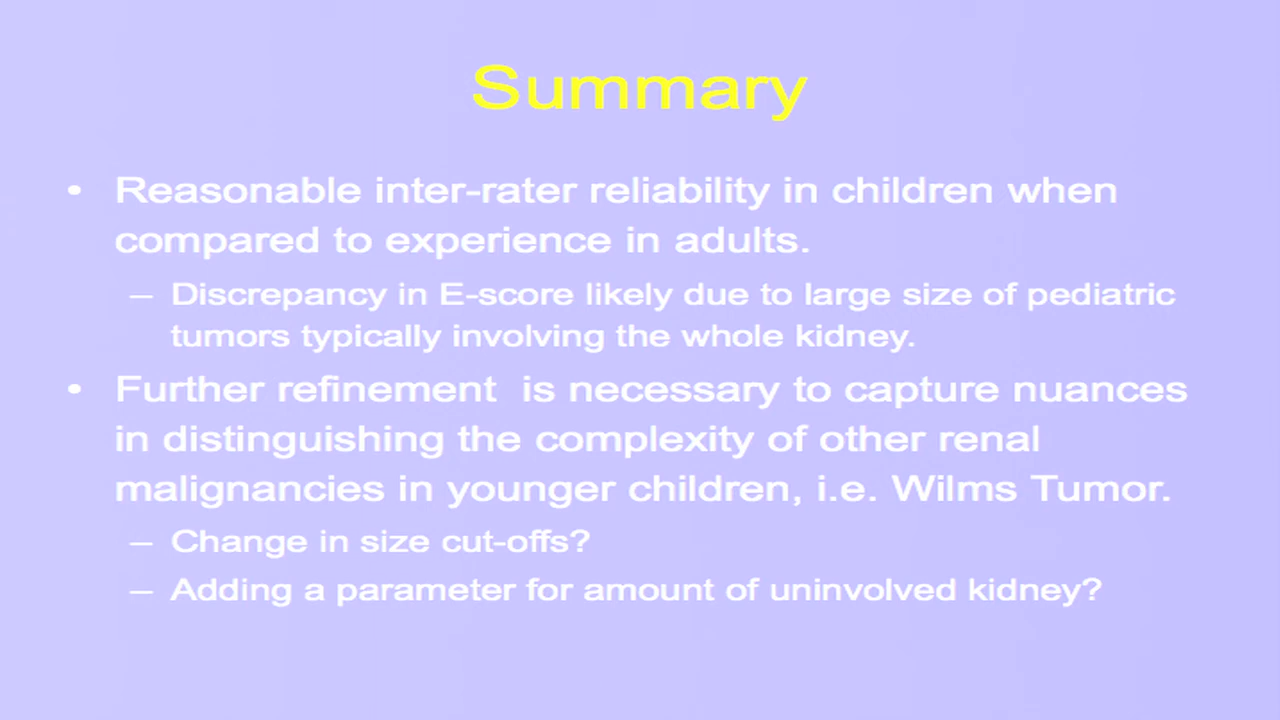 Summary
• Reasonable inter-rater reliability in children when
compared to experience in adults.
– Discrepancy in E-score likely due to large size of pediatric
tumors typically involving the whole kidney.
• Further refinement  is necessary to capture nuances
in distinguishing the complexity of other renal
malignancies in younger children, i.e. Wilms Tumor.
– Change in size cut-offs?
– Adding a parameter for amount of uninvolved kidney?